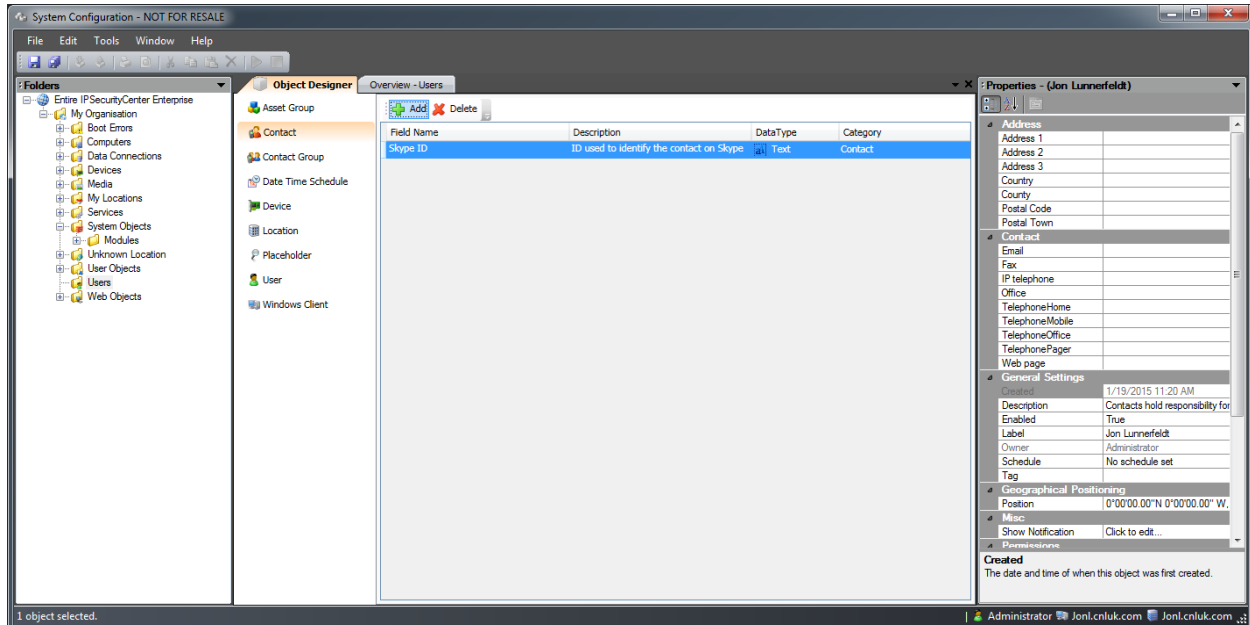 System Configuration - NOT FOR RESALE
File Edit Tools Window Help
Folders
Entire IPSecurityCenter Enterprise
My Organisation
Boot Errors
Computers
Data Connections
Devices
Media
My Locations
Services
System Objects
Modules
Unknown Location
User Objects
Users
Web Objects
Object Designer Overview - Users
Asset Group
Contact
Contact Group
Date Time Schedule
Device
Location
Placeholder
User
Windows Client
Add Delete
Field Name Description DataType Category
Skype ID ID used to identify the contact on Skype Text Contact
Properties - (Jon Lunnerfeldt)
Address
Address 1
Address 2
Address 3
Country
County
Postal Code
Postal Town
Contact
Email
Fax
IP telephone
Office
TelephoneHome
TelephoneMobile
TelephoneOffice
TelephonePager
Web page
General Settings
Created 1/19/2015 11:20 AM
Description Contacts hold responsibility for
Enabled True
Label Jon Lunnerfeldt
Owner Administrator
Schedule No schedule set
Tag
Geographical Positioning
Position 0°00'00.00"N 0°00'00.00" W,
Misc
Show Notification Click to edit...
Permissions
Created
The date and time of when this object was first created.
1 object selected.
Administrator Jonl.cnluk.com Jonl.cnluk.com